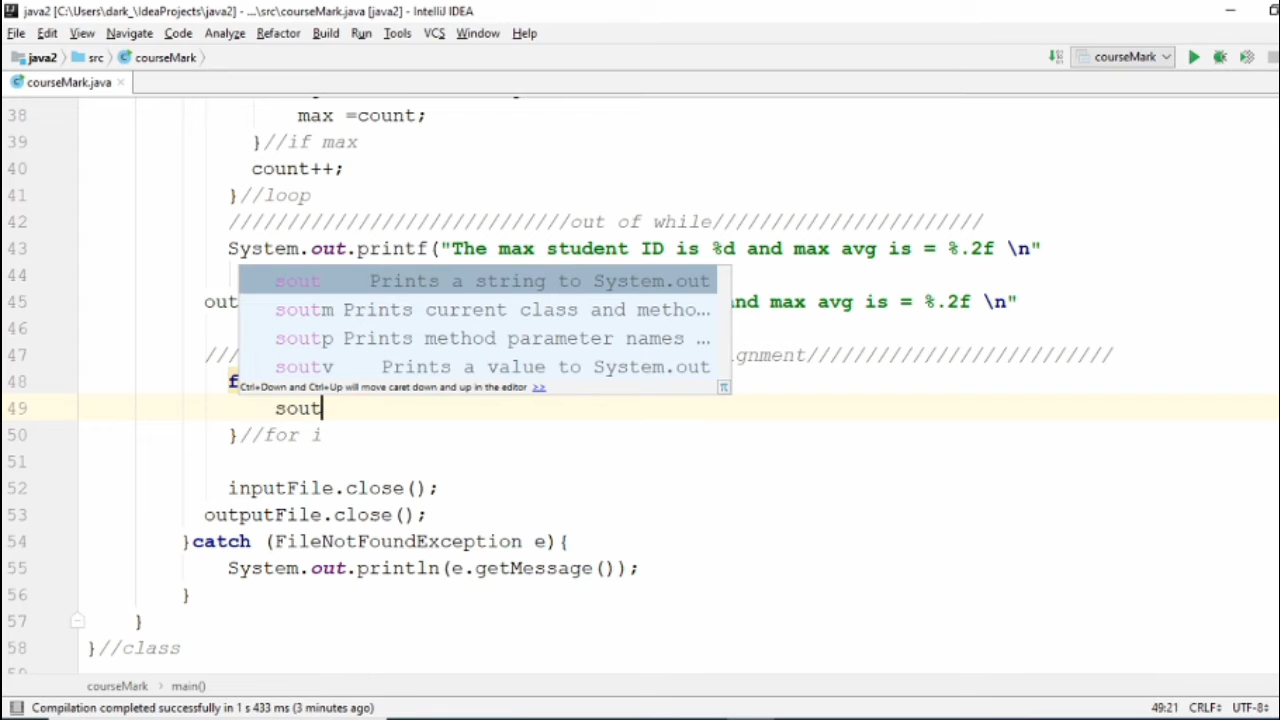 java2 [C:\Users\dark_\IdeaProjects\java2] - ...\src\courseMark.java [java2] - IntelliJ IDEA
File Edit View Navigate Code Analyze Refactor Build Run Tools VCS Window Help
java2 src courseMark courseMark
courseMark.java
38 max =count;
39 }//if max
40 count++;
41 }//loop
42 /////////////////////////////out of while///////////////////////
43 System.out.printf("The max student ID is %d and max avg is = %.2f \n"
44
sout Prints a string to System.out
45 out nd max avg is = %.2f \n"
46
soutm Prints current class and metho...
soutp Prints method parameter names ...
47 /// gnment//////////////////////////
soutv Prints a value to System.out
48 f
Ctrl+Down and Ctrl+Up will move caret down and up in the editor >>
49 sout
50 }//for i
51
52 inputFile.close();
53 outputFile.close();
54 }catch (FileNotFoundException e){
55 System.out.println(e.getMessage());
56 }
57 }
58 }//class
courseMark main()
Compilation completed successfully in 1 s 433 ms (3 minutes ago) 49:21 CRLF UTF-8